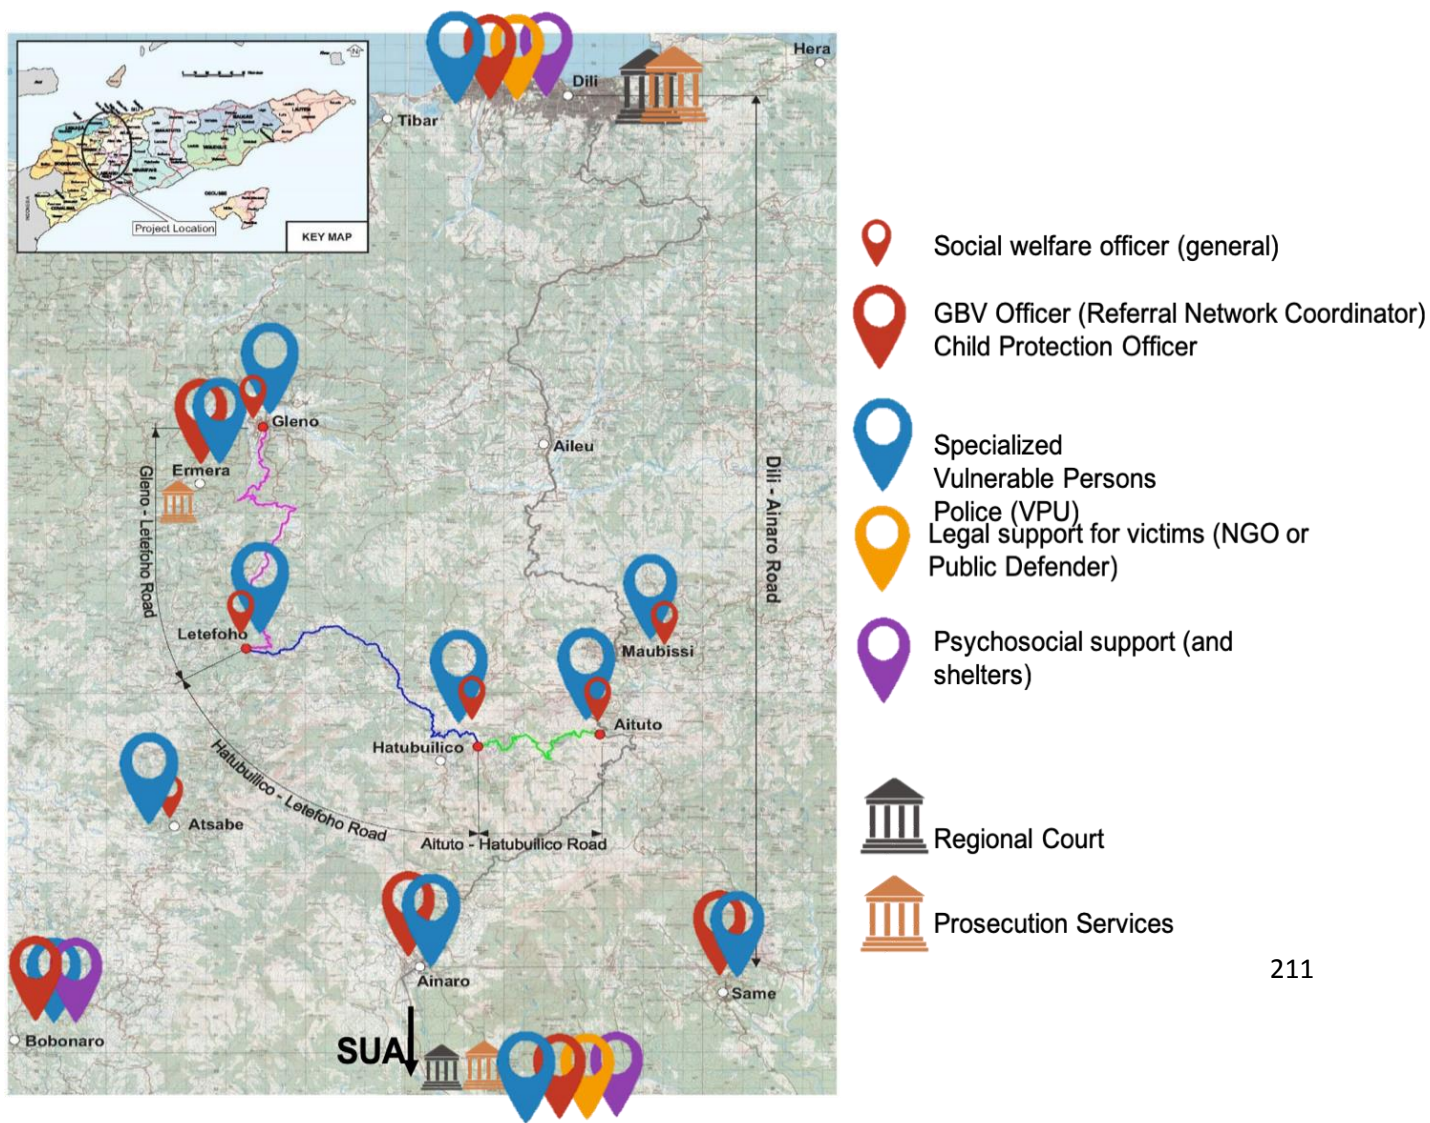 Project Location
KEY MAP
Hera
Dili
Tibar
Gleno
Ermera
Aileu
Gleno - Letefoho Road
Dili - Ainaro Road
Letefoho
Maubissi
Aituto
Hatubuilico
Hatubuilico - Letefoho Road
Atsabe
Aituto - Hatubuilico Road
Ainaro
Same
Bobonaro
SUA
Social welfare officer (general)
GBV Officer (Referral Network Coordinator)
Child Protection Officer
Specialized
Vulnerable Persons
Police (VPU)
Legal support for victims (NGO or
Public Defender)
Psychosocial support (and
shelters)
Regional Court
Prosecution Services
211